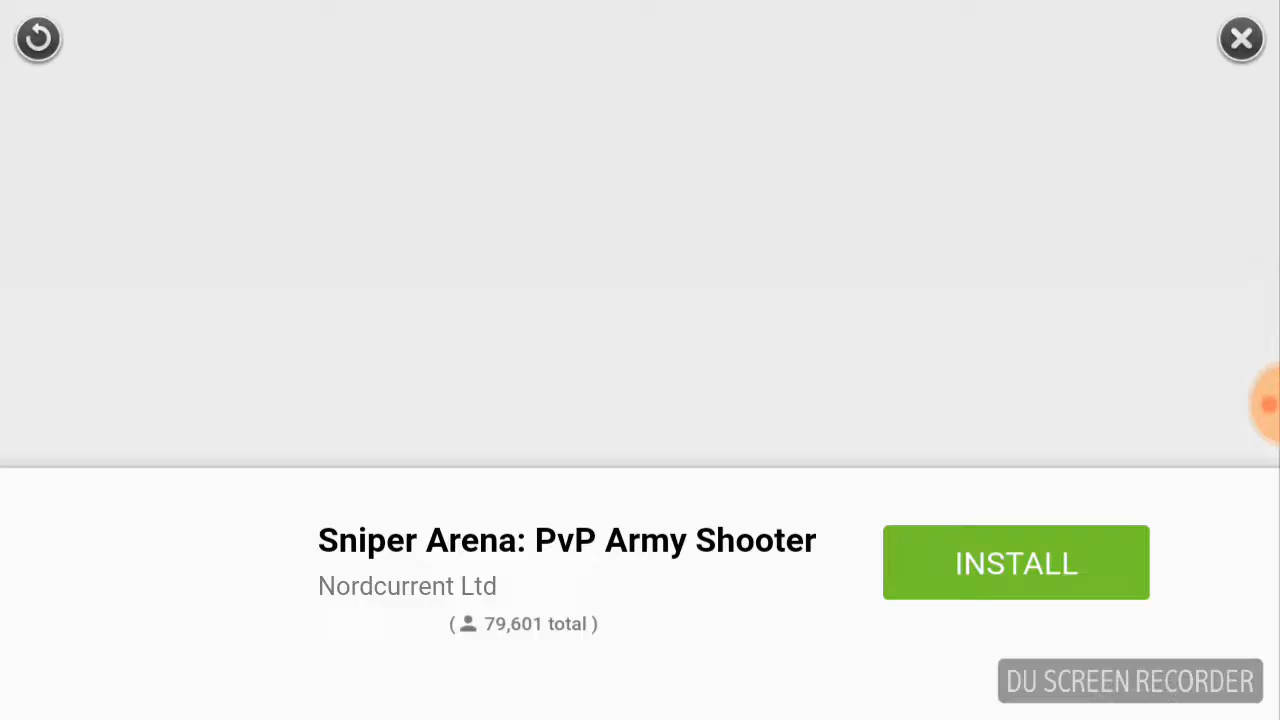 Sniper Arena: PvP Army Shooter
Nordcurrent Ltd
( 79,601 total )
INSTALL
DU SCREEN RECORDER